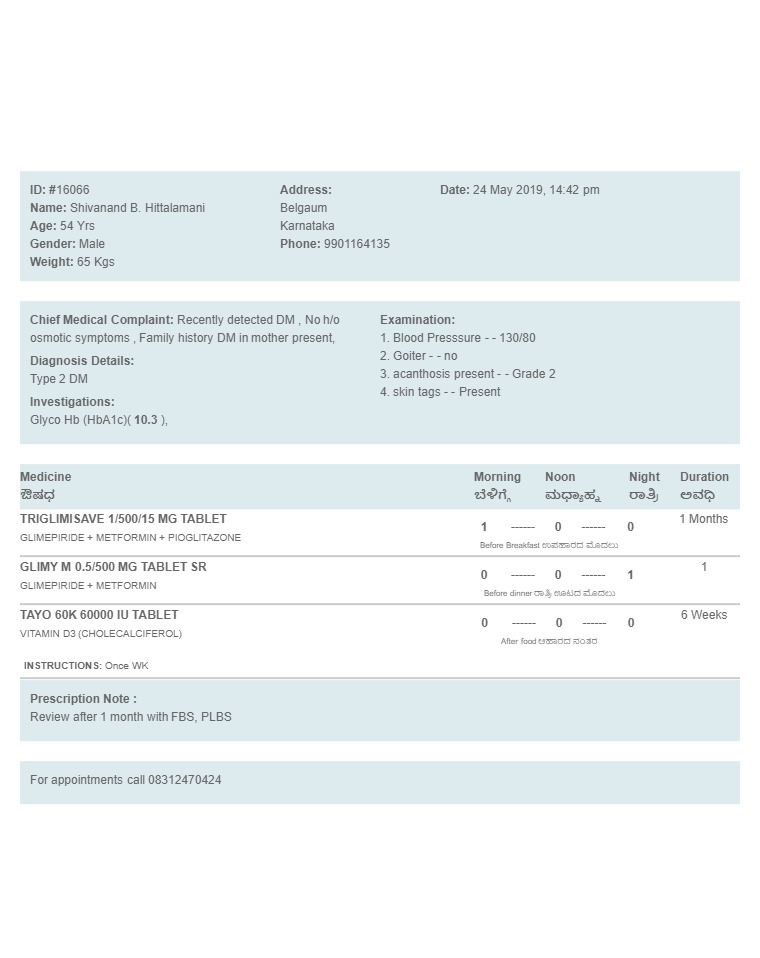 ID: #16066
Name: Shivanand B. Hittalamani
Age: 54 Yrs
Gender: Male
Weight: 65 Kgs
Address:
Belgaum
Karnataka
Phone: 9901164135
Date: 24 May 2019, 14:42 pm
Chief Medical Complaint: Recently detected DM , No h/o
osmotic symptoms , Family history DM in mother present,
Diagnosis Details:
Type 2 DM
Investigations:
Glyco Hb (HbA1c)( 10.3 ),
Examination:
1. Blood Presssure - - 130/80
2. Goiter - - no
3. acanthosis present - - Grade 2
4. skin tags - - Present
Medicine Morning Noon Night Duration
ಔಷಧ ಬೆಳಿಗ್ಗೆ ಮಧ್ಯಾಹ್ನ ರಾತ್ರಿ ಅವಧಿ
TRIGLIMISAVE 1/500/15 MG TABLET 1 ------ 0 ------ 0 1 Months
GLIMEPIRIDE + METFORMIN + PIOGLITAZONE
Before Breakfast ಉಪಹಾರದ ಮೊದಲು
GLIMY M 0.5/500 MG TABLET SR 0 ------ 0 ------ 1 1
GLIMEPIRIDE + METFORMIN
Before dinner ರಾತ್ರಿ ಊಟದ ಮೊದಲು
TAYO 60K 60000 IU TABLET 0 ------ 0 ------ 0 6 Weeks
VITAMIN D3 (CHOLECALCIFEROL)
After food ಆಹಾರದ ನಂತರ
INSTRUCTIONS: Once WK
Prescription Note :
Review after 1 month with FBS, PLBS
For appointments call 08312470424